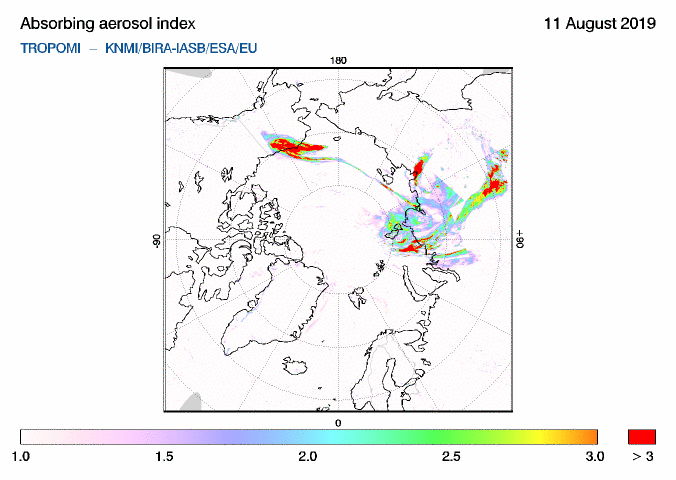 Absorbing aerosol index
11 August 2019
TROPOMI – KNMI/BIRA-IASB/ESA/EU
180
-90
+90
0
1.0 1.5 2.0 2.5 3.0 > 3